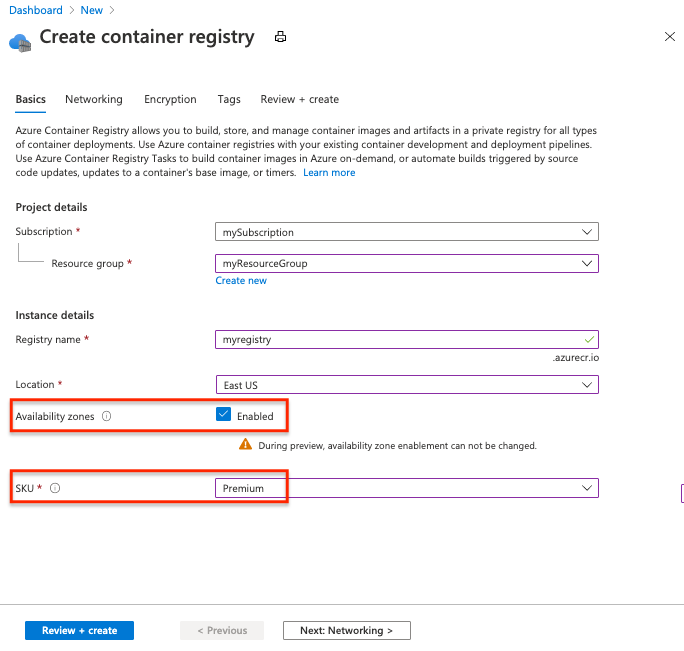 Dashboard > New >
Create container registry
Basics Networking Encryption Tags Review + create
Azure Container Registry allows you to build, store, and manage container images and artifacts in a private registry for all types
of container deployments. Use Azure container registries with your existing container development and deployment pipelines.
Use Azure Container Registry Tasks to build container images in Azure on-demand, or automate builds triggered by source
code updates, updates to a container's base image, or timers. Learn more
Project details
Subscription * mySubscription
Resource group * myResourceGroup
Create new
Instance details
Registry name * myregistry
.azurecr.io
Location * East US
Availability zones Enabled
During preview, availability zone enablement can not be changed.
SKU * Premium
Review + create < Previous Next: Networking >